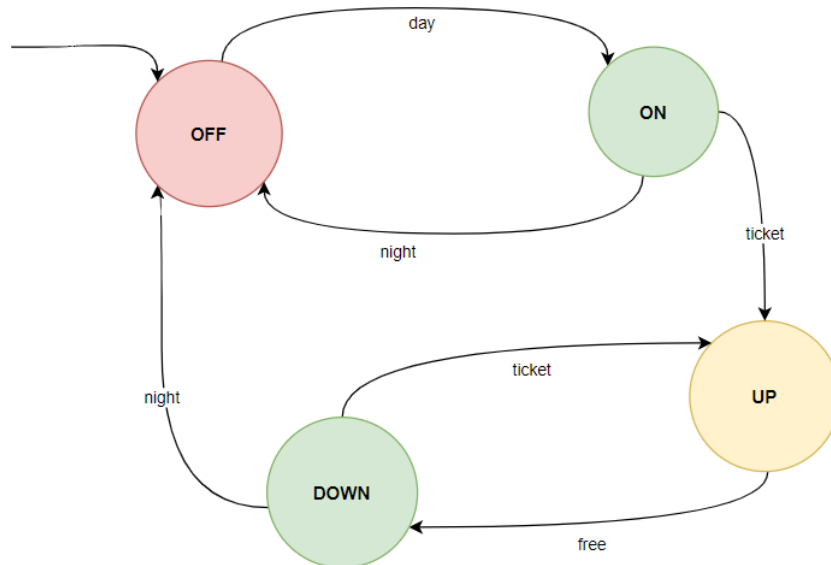 day
OFF
ON
night
ticket
ticket
night
UP
DOWN
free